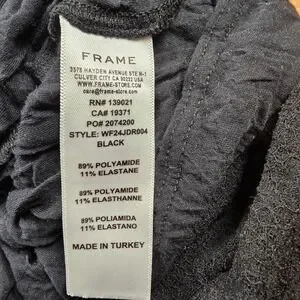 FRAME
3578 HAYDEN AVENUE STE M-1
CULVER CITY CA 90232 USA
WWW.FRAME-STORE.COM
care@frame-store.com
RN# 139021
CA# 19371
PO# 2074200
STYLE: WF24JDR004
BLACK
89% POLYAMIDE
11% ELASTANE
89% POLYAMIDE
11% ELASTHANNE
89% POLIAMIDA
11% ELASTANO
MADE IN TURKEY